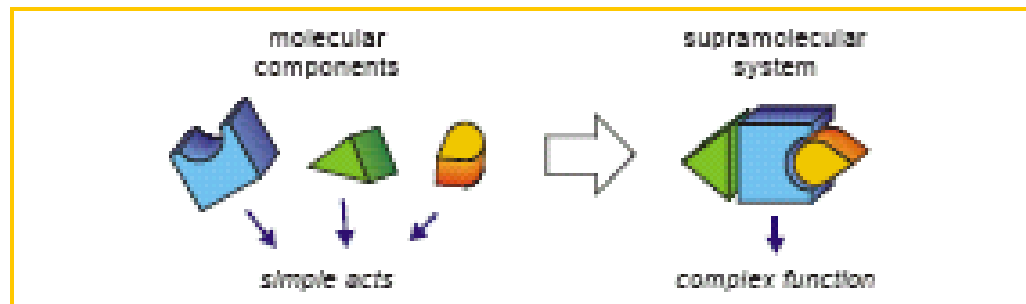 molecular
components
supramolecular
system
simple acts
complex function